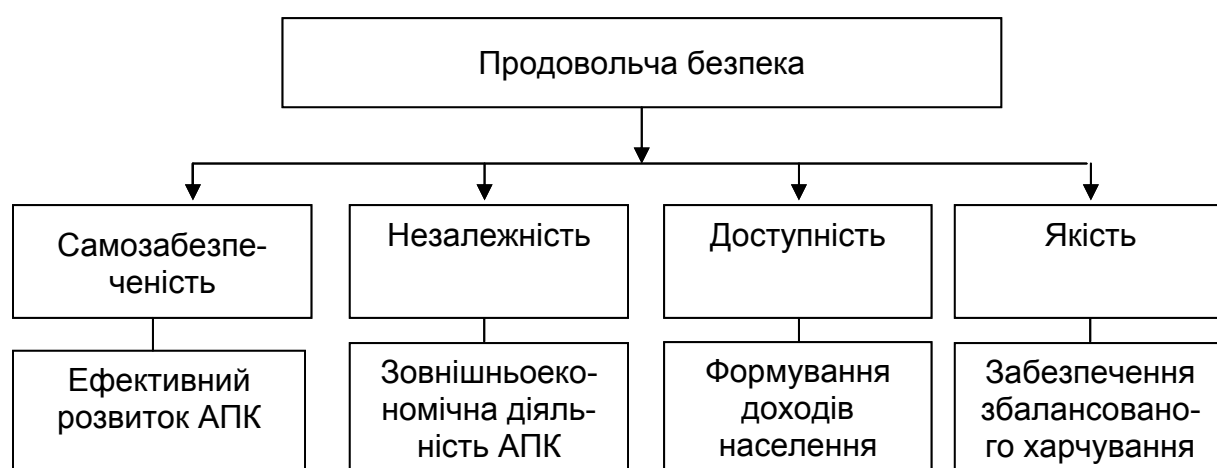 Продовольча безпека
Самозабезпе-
ченість
Незалежність
Доступність
Якість
Ефективний
розвиток АПК
Зовнішньоеко-
номічна діяль-
ність АПК
Формування
доходів
населення
Забезпечення
збалансовано-
го харчування